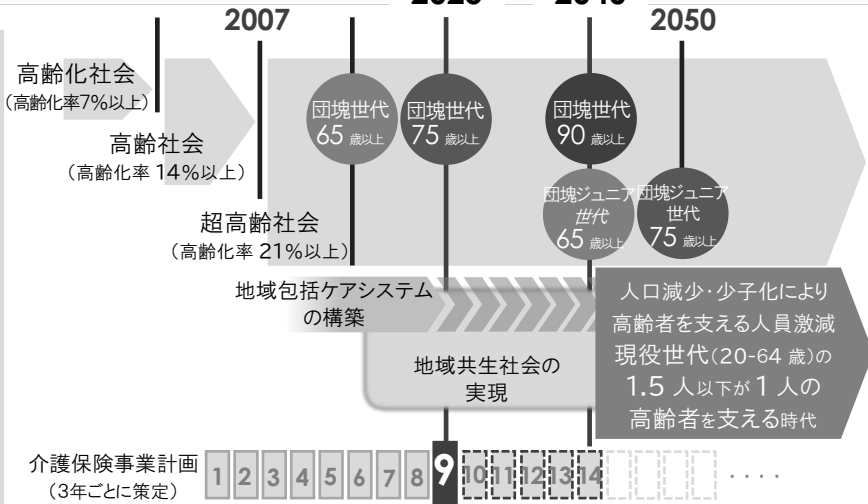 2007
2050
高齢化社会
(高齢化率7%以上)
高齢社会
(高齢化率 14%以上)
超高齢社会
(高齢化率 21%以上)
団塊世代
65 歳以上
団塊世代
75 歳以上
団塊世代
90 歳以上
団塊ジュニア
世代
65 歳以上
団塊ジュニア
世代
75 歳以上
地域包括ケアシステム
の構築
地域共生社会の
実現
人口減少・少子化により
高齢者を支える人員激減
現役世代(20-64 歳)の
1.5 人以下が 1 人の
高齢者を支える時代
介護保険事業計画
(3年ごとに策定)
1 2 3 4 5 6 7 8 9 10 11 12 13 14 ····